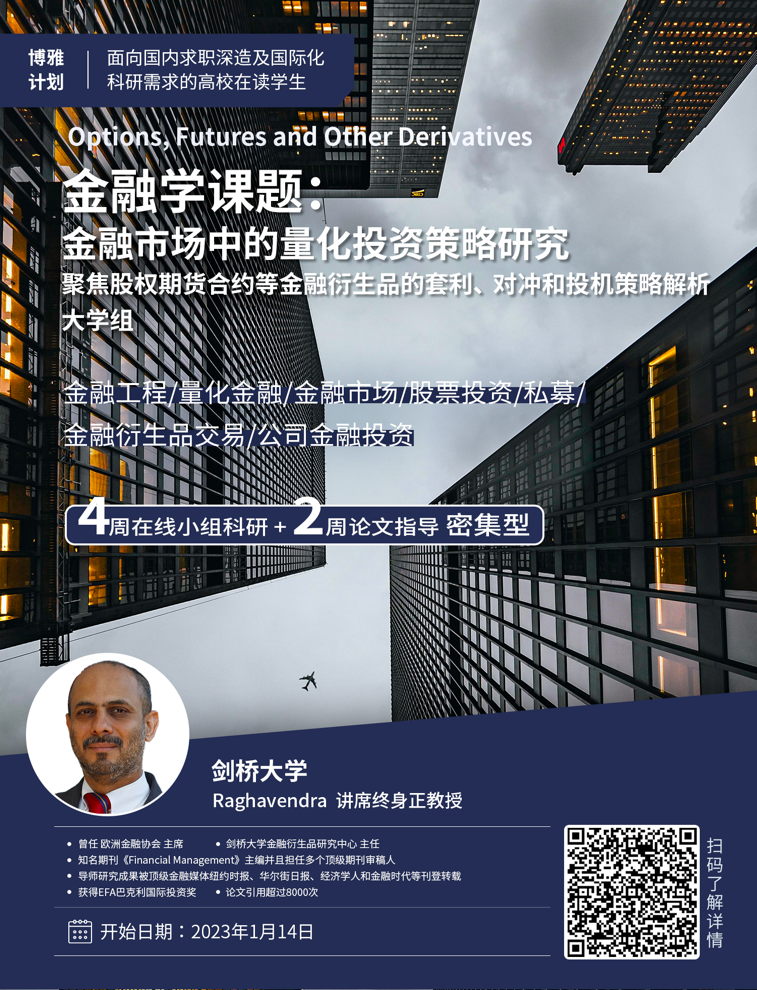 博雅
计划
面向国内求职深造及国际化
科研需求的高校在读学生
Options, Futures and Other Derivatives
金融学课题：
金融市场中的量化投资策略研究
聚焦股权期货合约等金融衍生品的套利、对冲和投机策略解析
大学组
金融工程/量化金融/金融市场/股票投资/私募/
金融衍生品交易/公司金融投资
4周在线小组科研 + 2周论文指导 密集型
剑桥大学
Raghavendra 讲席终身正教授
曾任 欧洲金融协会 主席
剑桥大学金融衍生品研究中心 主任
知名期刊《Financial Management》主编并且担任多个顶级期刊审稿人
导师研究成果被顶级金融媒体纽约时报、华尔街日报、经济学人和金融时代等刊登转载
获得EFA巴克利国际投资奖
论文引用超过8000次
开始日期：2023年1月14日
扫码了解详情